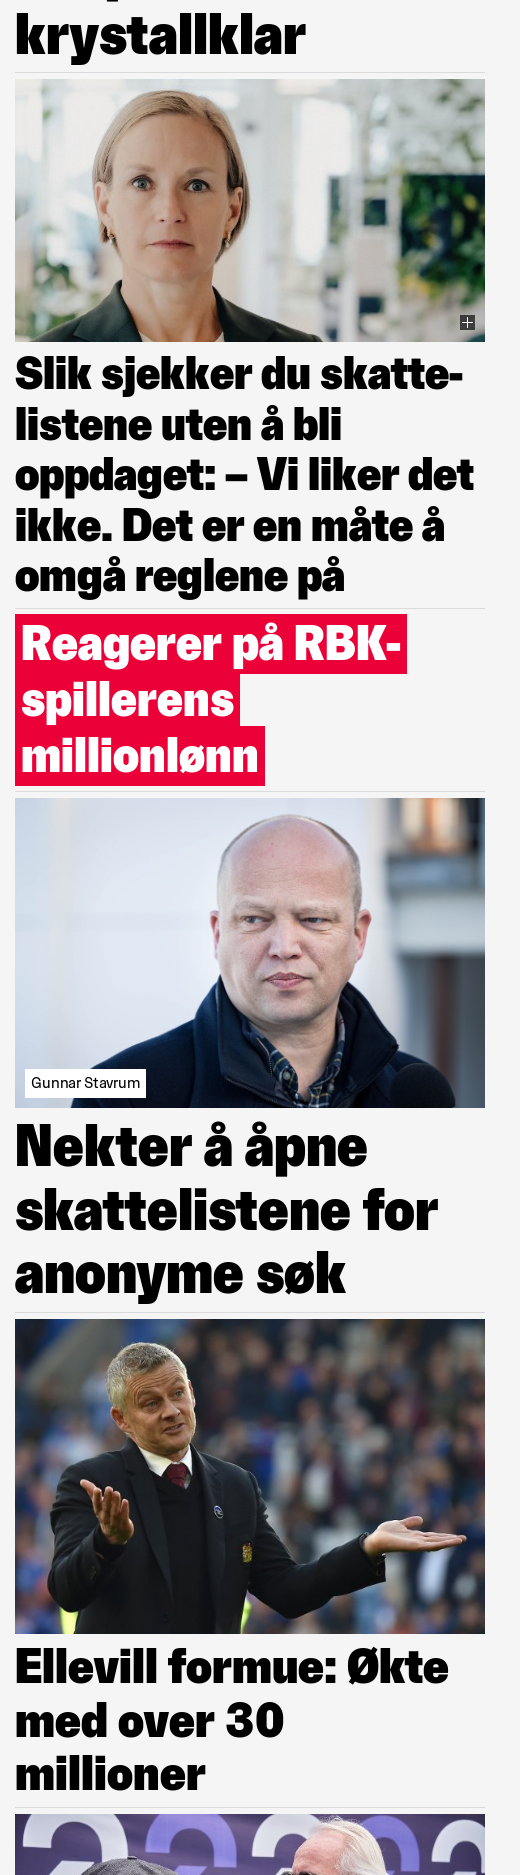 krystallklar
Slik sjekker du skatte-
listene uten å bli
oppdaget: – Vi liker det
ikke. Det er en måte å
omgå reglene på
Reagerer på RBK-
spillerens
millionlønn
Gunnar Stavrum
Nekter å åpne
skattelistene for
anonyme søk
Ellevill formue: Økte
med over 30
millioner